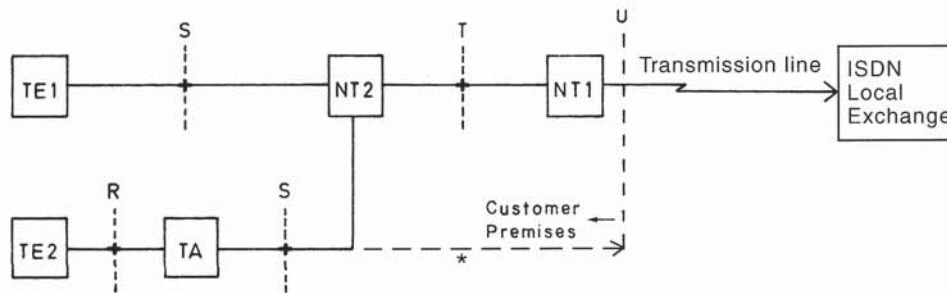 S
T
U
TE1
NT2
NT1
Transmission line
ISDN
Local
Exchange
R
S
Customer
Premises
TE2
TA
*